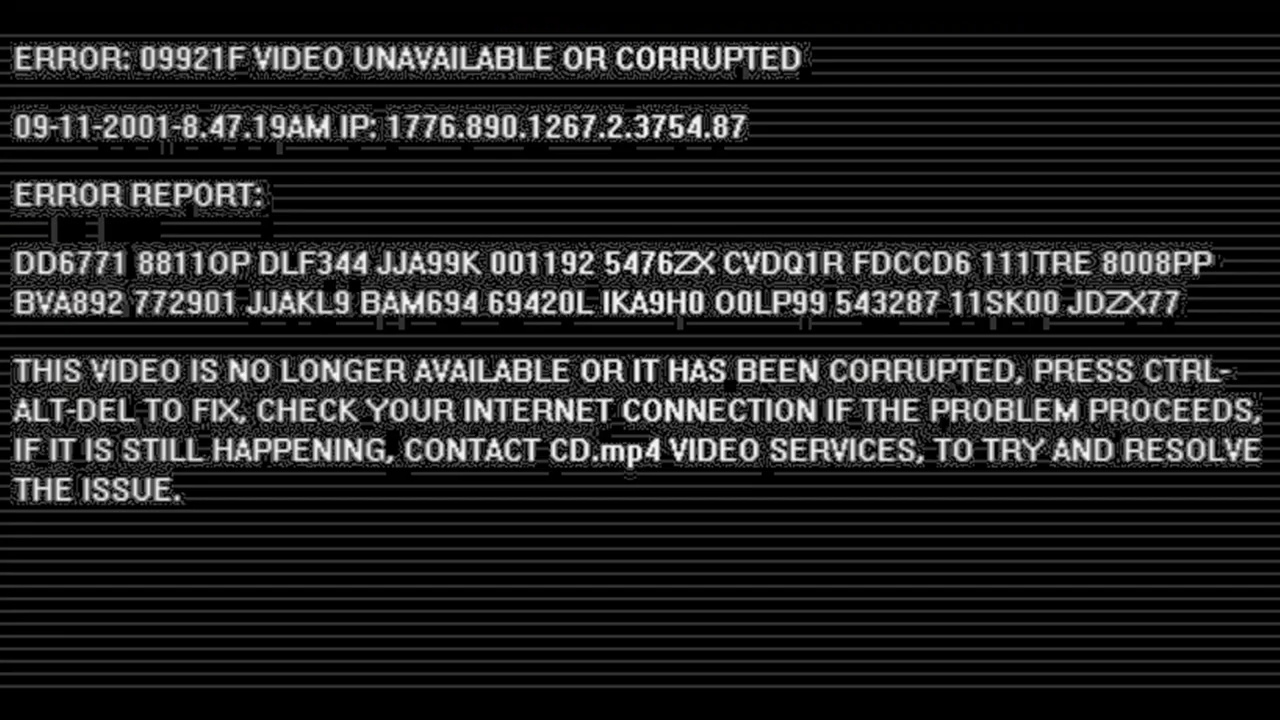 ERROR: 09921F VIDEO UNAVAILABLE OR CORRUPTED
09-11-2001-8.47.19AM IP: 1776.890.1267.2.3754.87
ERROR REPORT:
DD6771 8811OP DLF344 JJA99K 001192 5476ZX CVDQ1R FDCCD6 111TRE 8008PP
BVA892 772901 JJAKL9 BAM694 69420L IKA9H0 O0LP99 543287 11SK00 JDZX77
THIS VIDEO IS NO LONGER AVAILABLE OR IT HAS BEEN CORRUPTED, PRESS CTRL-
ALT-DEL TO FIX, CHECK YOUR INTERNET CONNECTION IF THE PROBLEM PROCEEDS,
IF IT IS STILL HAPPENING, CONTACT CD.mp4 VIDEO SERVICES, TO TRY AND RESOLVE
THE ISSUE.